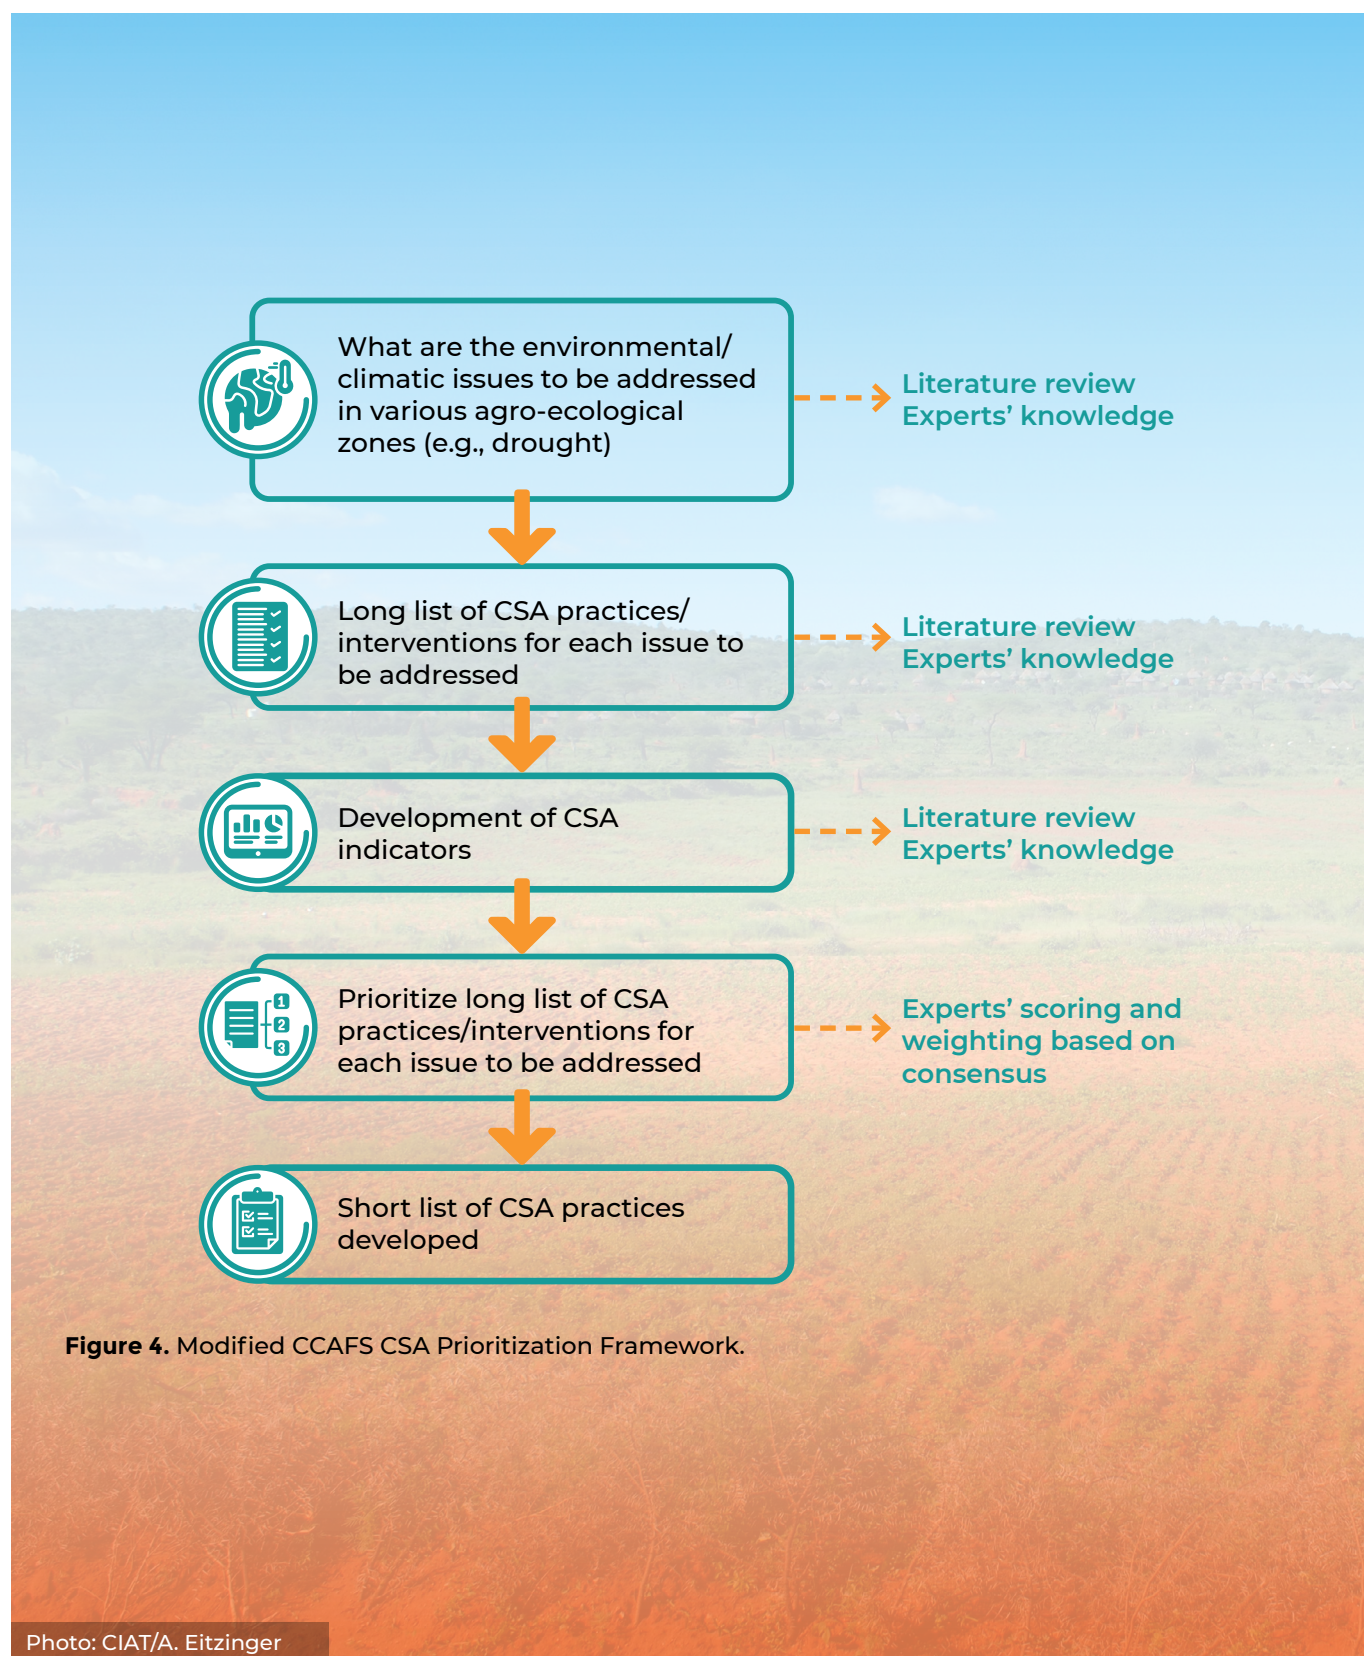 What are the environmental/
climatic issues to be addressed
in various agro-ecological
zones (e.g., drought)
Literature review
Experts’ knowledge
Long list of CSA practices/
interventions for each issue to
be addressed
Literature review
Experts’ knowledge
Development of CSA
indicators
Literature review
Experts’ knowledge
1
2
3
Prioritize long list of CSA
practices/interventions for
each issue to be addressed
Experts’ scoring and
weighting based on
consensus
Short list of CSA practices
developed
Figure 4. Modified CCAFS CSA Prioritization Framework.
Photo: CIAT/A. Eitzinger